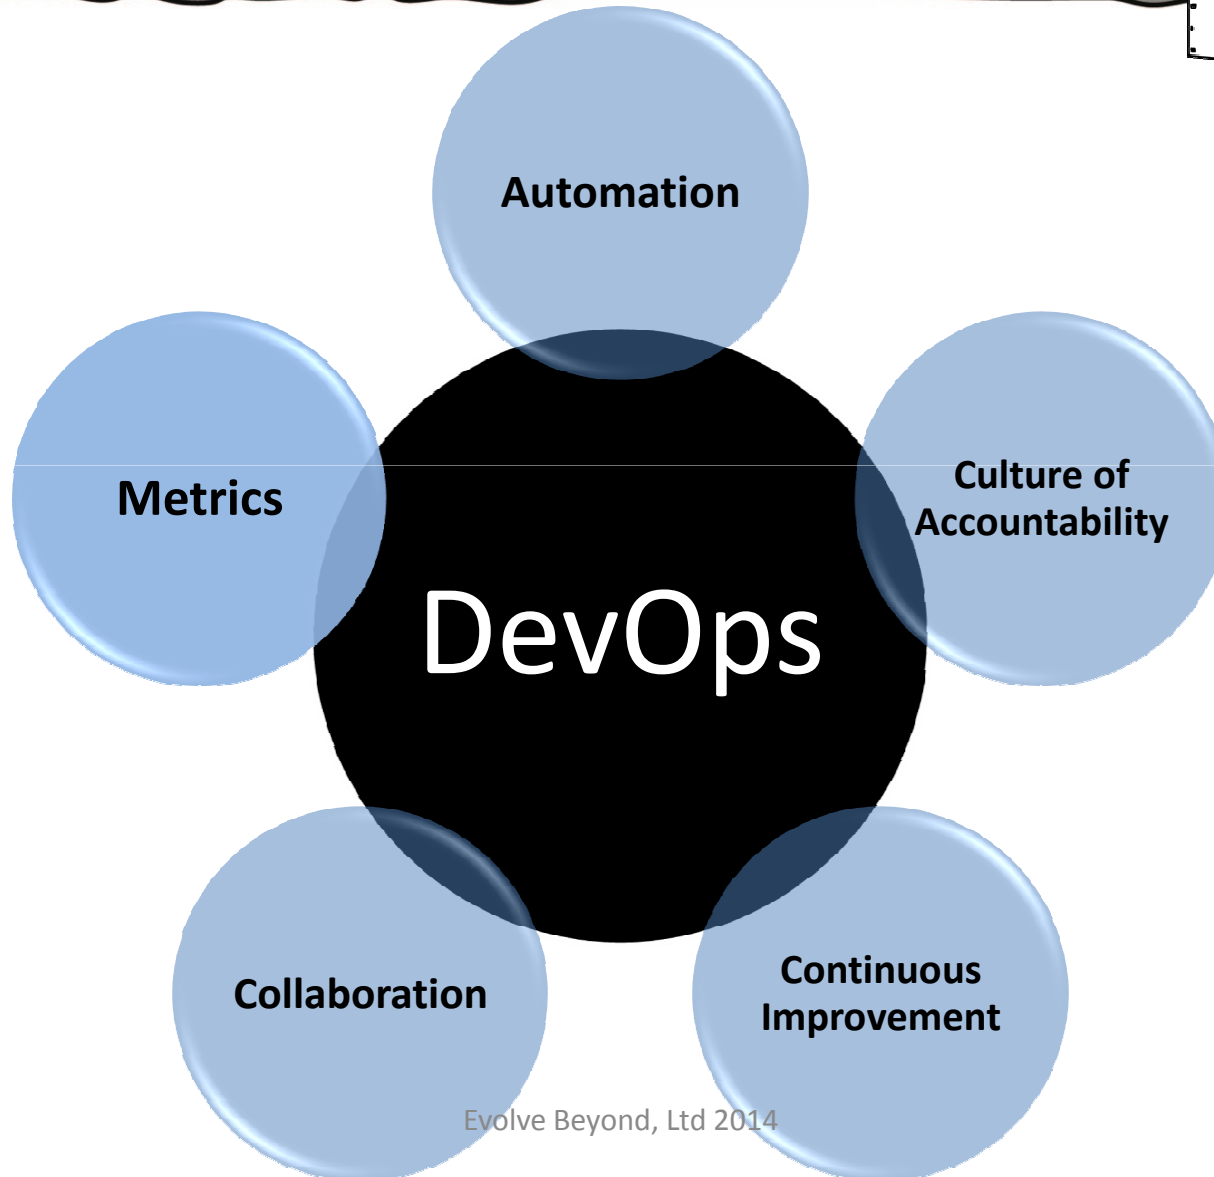 Automation
Metrics
Culture of
Accountability
DevOps
Collaboration
Continuous
Improvement
Evolve Beyond, Ltd 2014